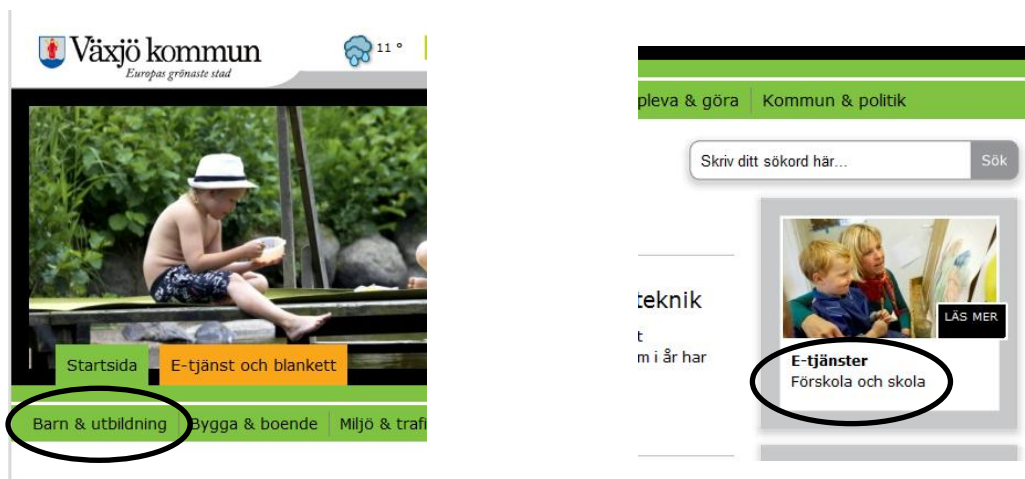 Växjö kommun
Europas grönaste stad
11 °
Startsida
E-tjänst och blankett
Barn & utbildning
Bygga & boende
Miljö & trafi
pleva & göra
Kommun & politik
Skriv ditt sökord här...
Sök
teknik
t
m i år har
LÄS MER
E-tjänster
Förskola och skola